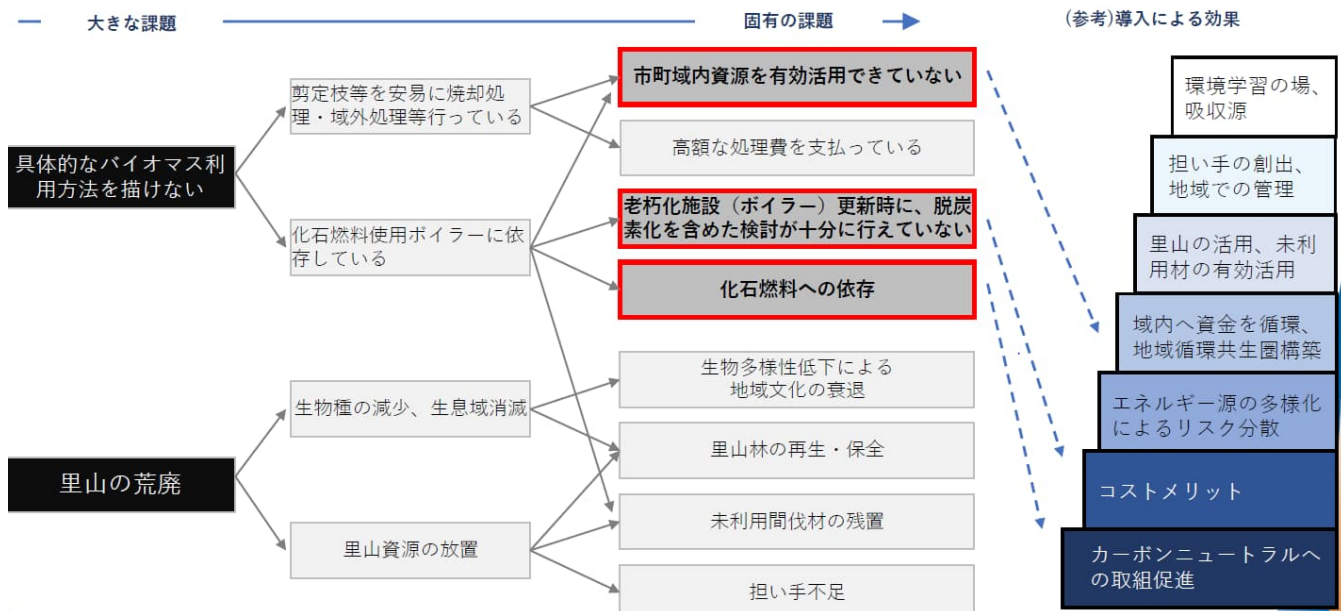 大きな課題
固有の課題
(参考)導入による効果
具体的なバイオマス利
用方法を描けない
里山の荒廃
剪定枝等を安易に焼却処
理・域外処理等行っている
化石燃料使用ボイラーに依
存している
生物種の減少、生息域消滅
里山資源の放置
市町域内資源を有効活用できていない
高額な処理費を支払っている
老朽化施設（ボイラー）更新時に、脱炭
素化を含めた検討が十分に行えていない
化石燃料への依存
生物多様性低下による
地域文化の衰退
里山林の再生・保全
未利用間伐材の残置
担い手不足
環境学習の場、
吸収源
担い手の創出、
地域での管理
里山の活用、未利
用材の有効活用
域内へ資金を循環、
地域循環共生圏構築
エネルギー源の多様化
によるリスク分散
コストメリット
カーボンニュートラルへ
の取組促進